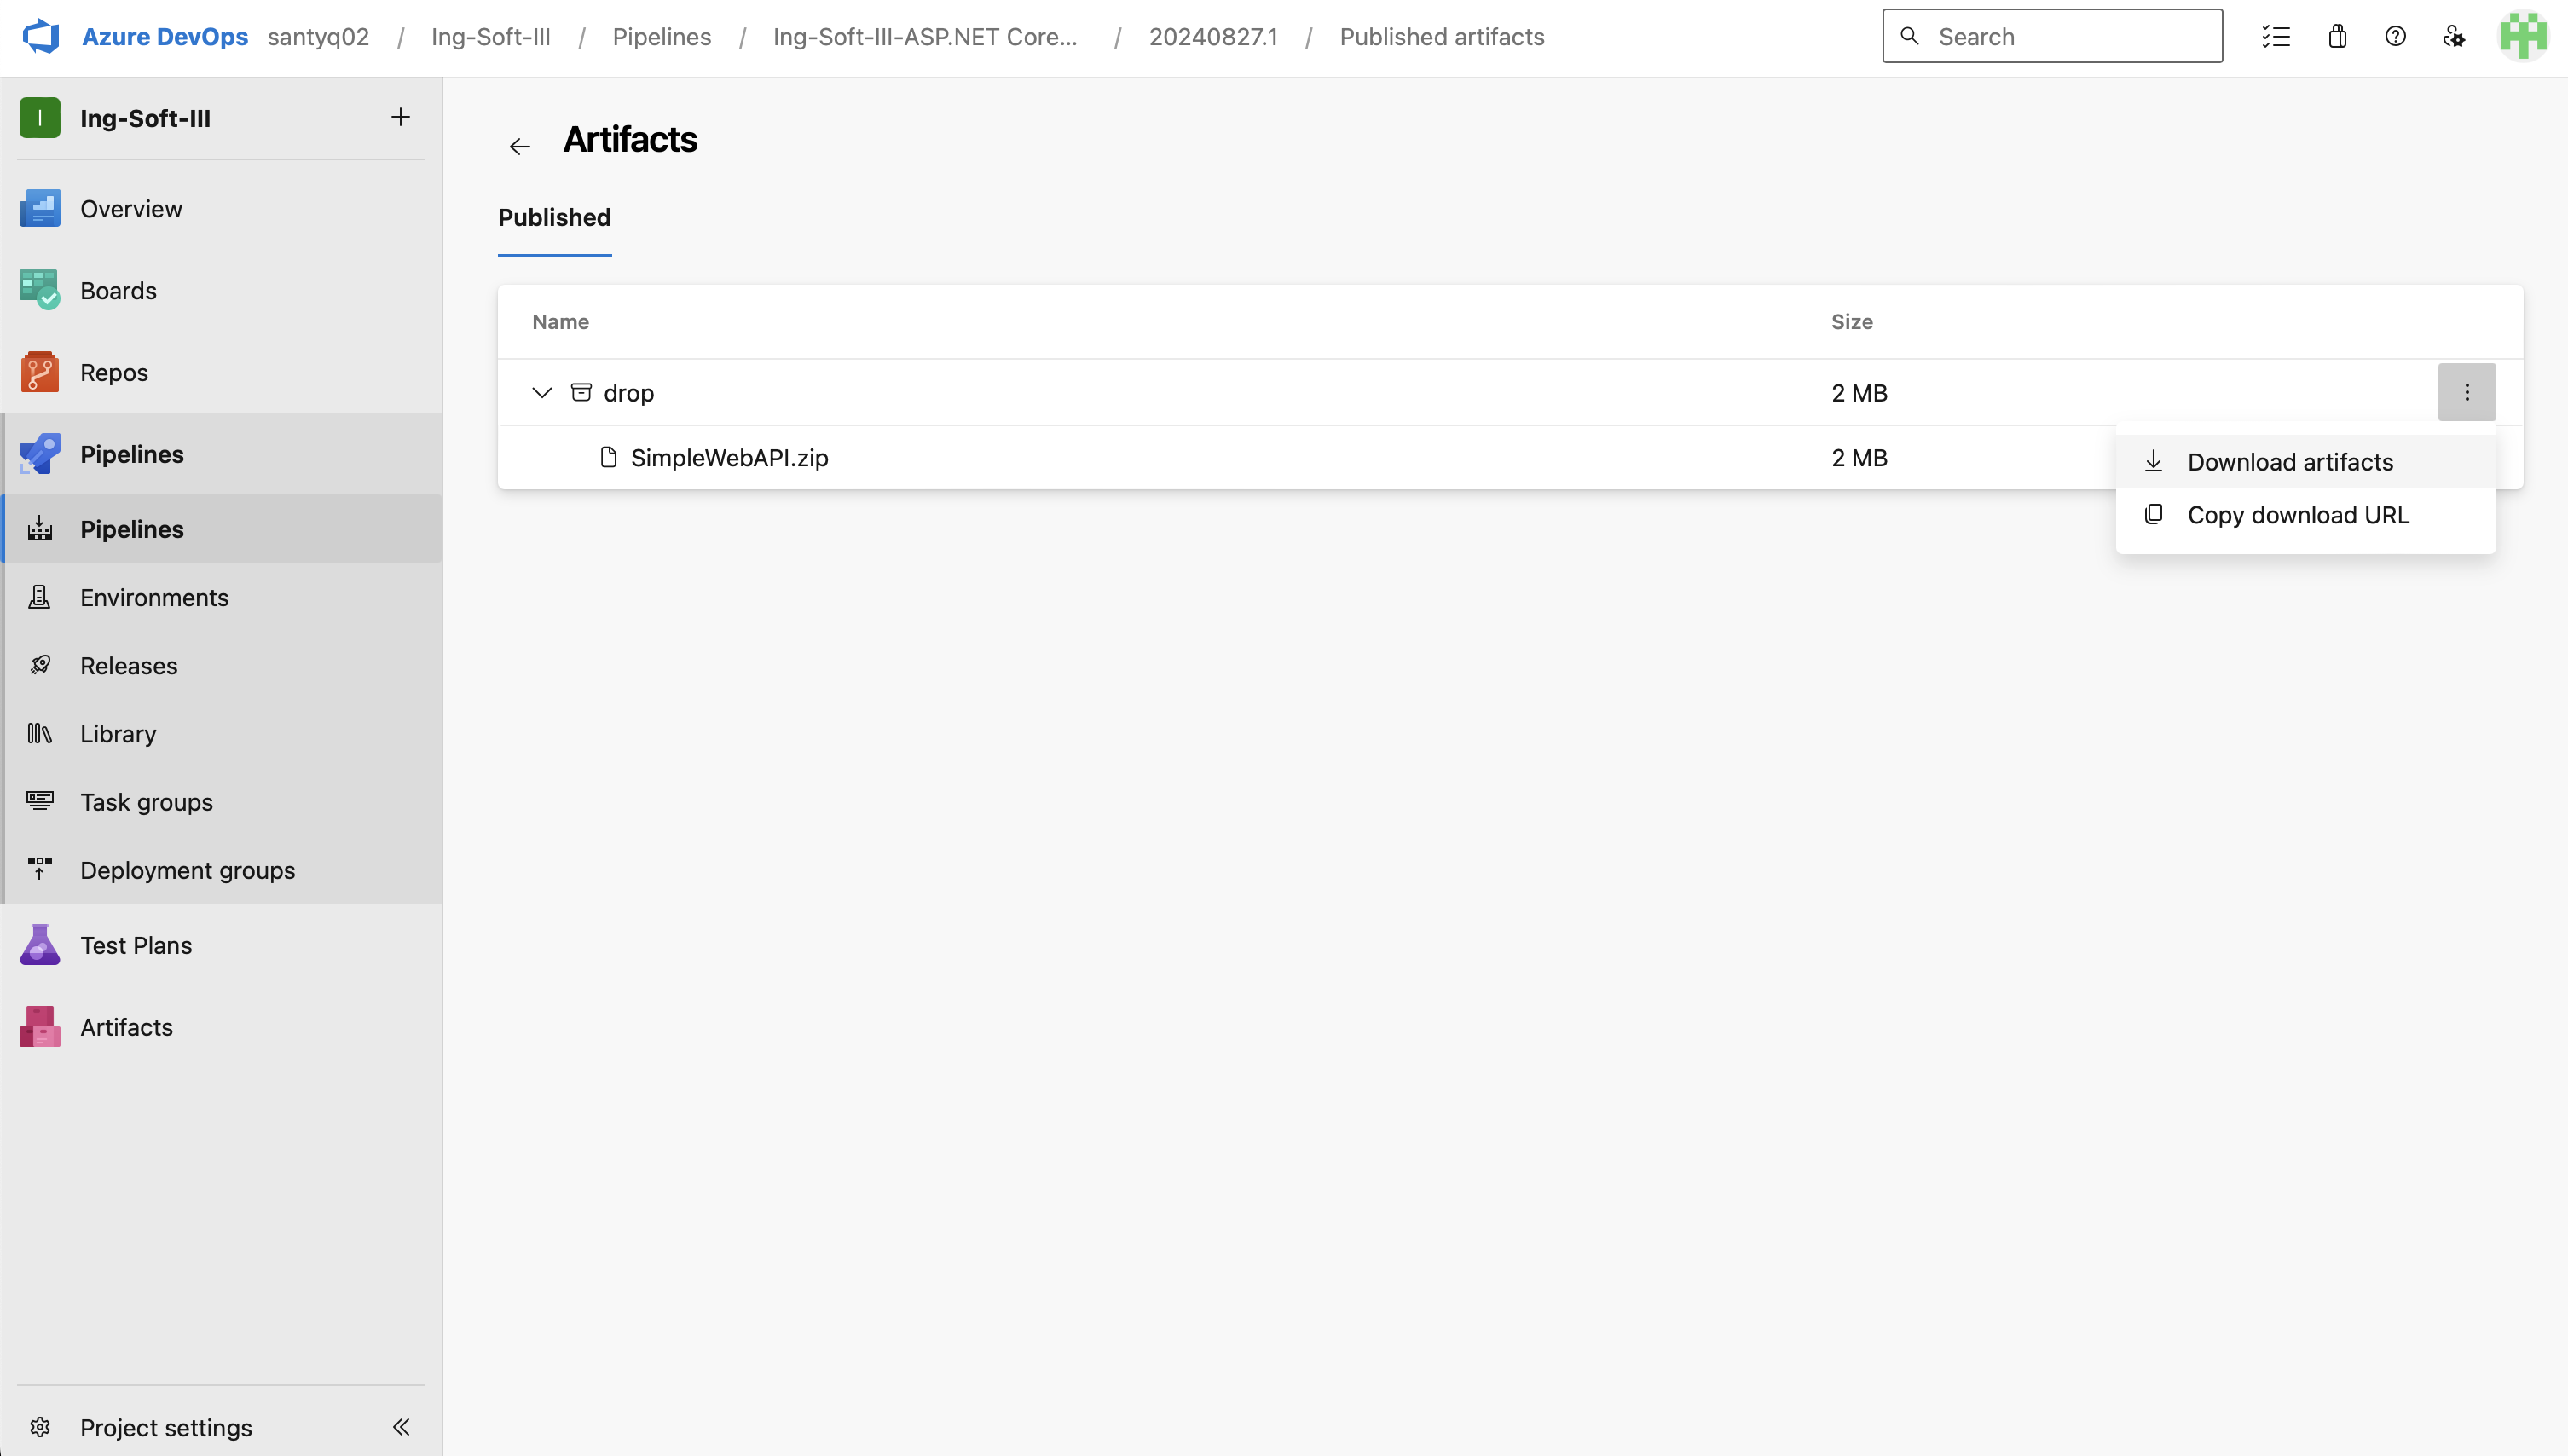 Azure DevOps santyq02 / Ing-Soft-III / Pipelines / Ing-Soft-III-ASP.NET Core... / 20240827.1 / Published artifacts
Search
I Ing-Soft-III
Overview
Boards
Repos
Pipelines
Pipelines
Environments
Releases
Library
Task groups
Deployment groups
Test Plans
Artifacts
Project settings
Artifacts
Published
Name Size
drop 2 MB
SimpleWebAPI.zip 2 MB
Download artifacts
Copy download URL